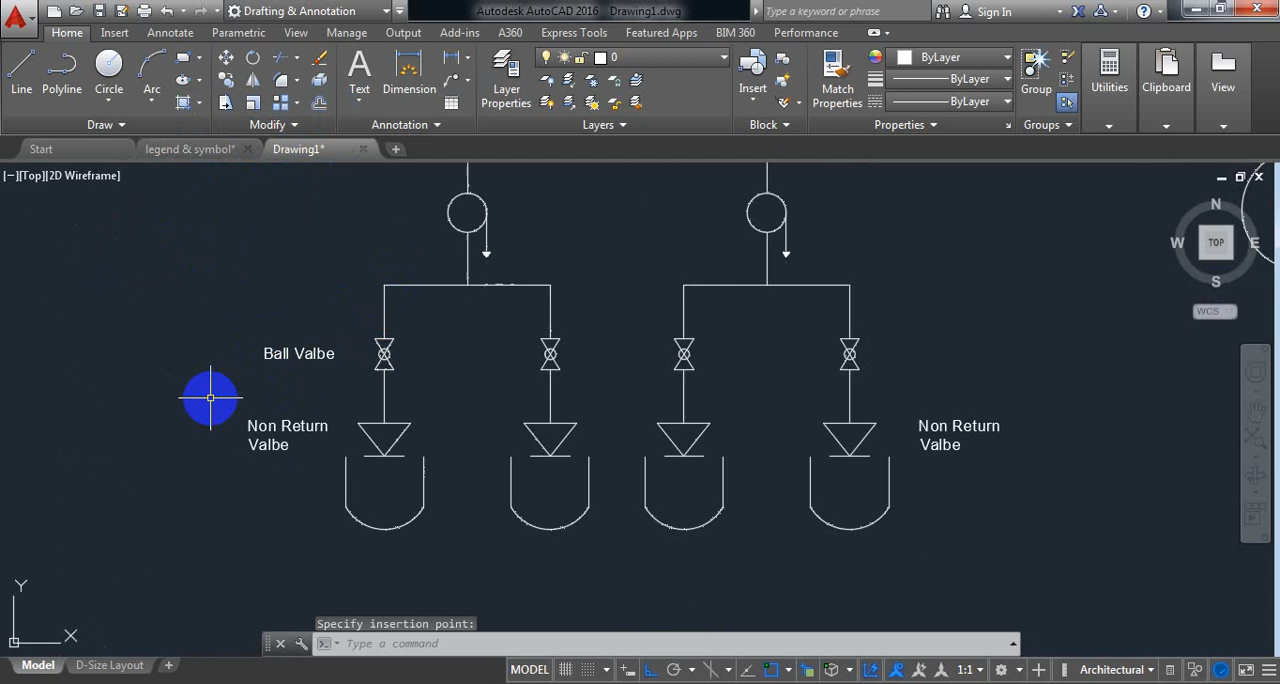 Drafting & Annotation
Autodesk AutoCAD 2016 Drawing1.dwg
Type a keyword or phrase
Sign In
Home Insert Annotate Parametric View Manage Output Add-ins A360 Express Tools Featured Apps BIM 360 Performance
0
ByLayer
ByLayer
ByLayer
Line Polyline Circle Arc
Text Dimension
Layer
Properties
Insert
Match
Properties
Group
Utilities
Clipboard
View
Draw Modify Annotation Layers Block Properties Groups
Start legend & symbol* Drawing1*
[−][Top][2D Wireframe]
N
W TOP E
S
WCS
Ball Valbe
Non Return
Valbe
Non Return
Valbe
Y
X
Specify insertion point:
Type a command
Model D-Size Layout
MODEL 1:1 Architectural